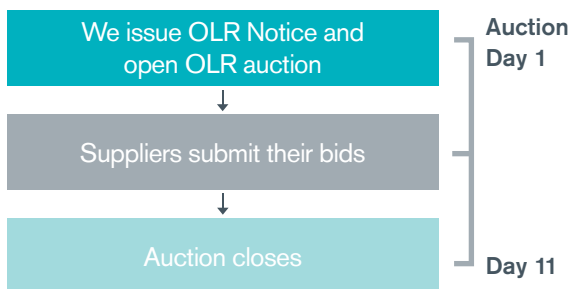 We issue OLR Notice and
open OLR auction
Auction
Day 1
Suppliers submit their bids
Auction closes
Day 11